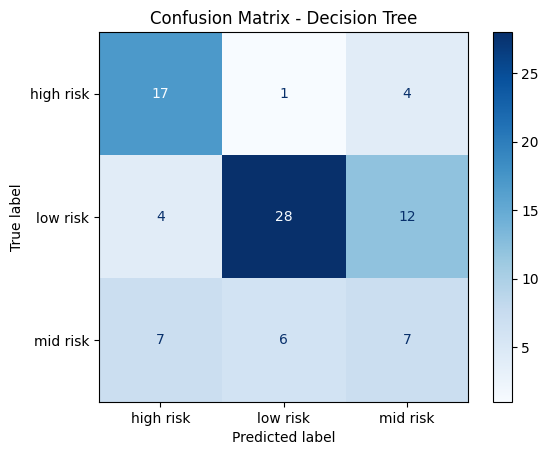 Confusion Matrix - Decision Tree
True label
high risk
17
1
4
low risk
4
28
12
mid risk
7
6
7
high risk
low risk
mid risk
Predicted label
25
20
15
10
5